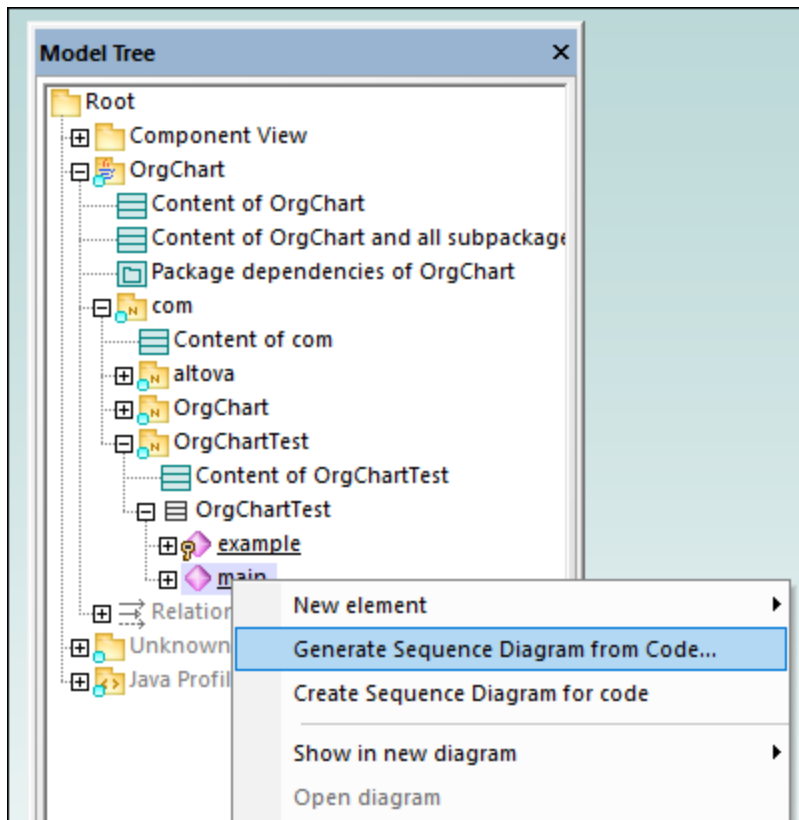 Model Tree
Root
Component View
OrgChart
Content of OrgChart
Content of OrgChart and all subpackage
Package dependencies of OrgChart
com
Content of com
altova
OrgChart
OrgChartTest
Content of OrgChartTest
OrgChartTest
example
main
Relation
Unknown
Java Profil
New element
Generate Sequence Diagram from Code...
Create Sequence Diagram for code
Show in new diagram
Open diagram